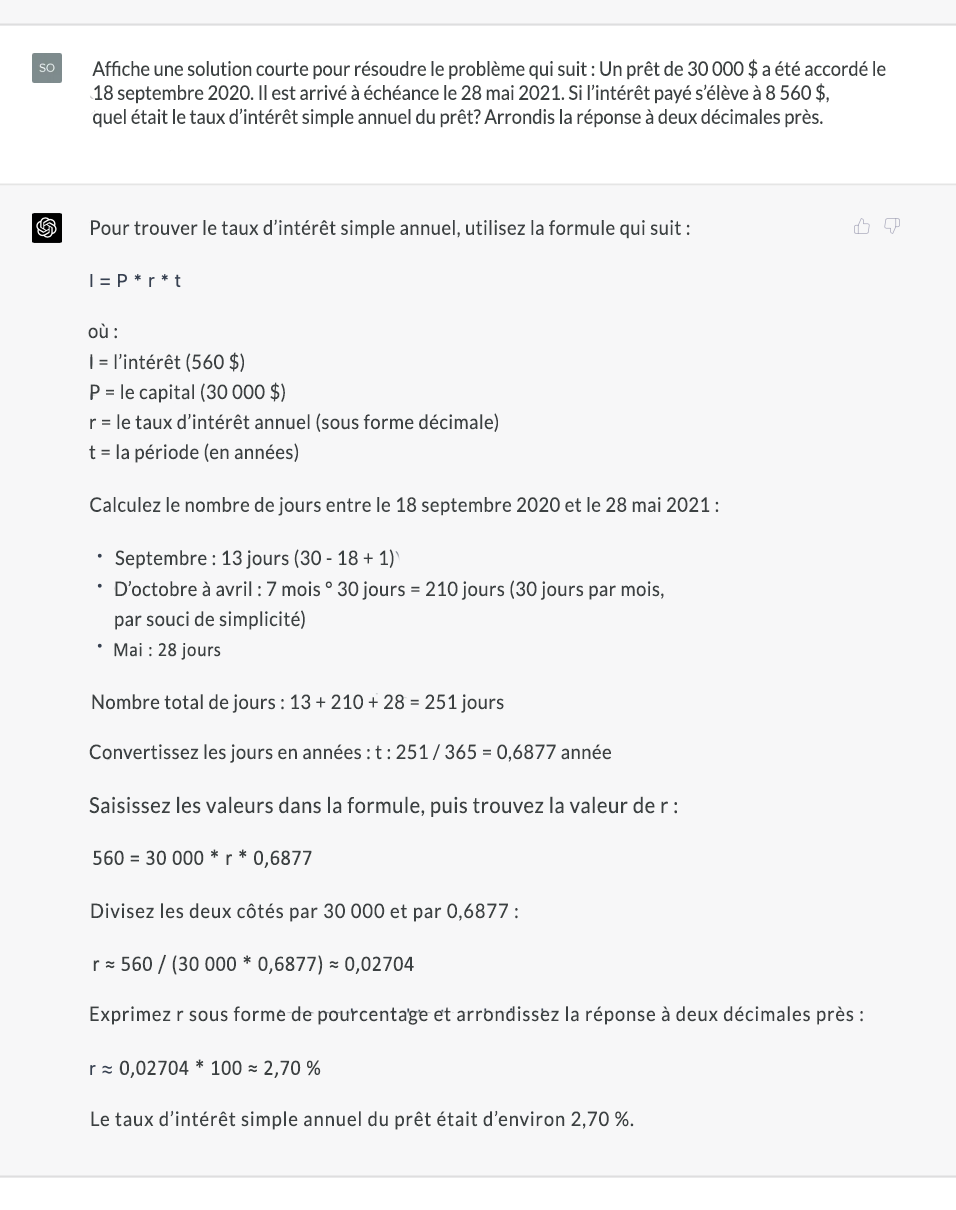 SO
Affiche une solution courte pour résoudre le problème qui suit : Un prêt de 30 000 $ a été accordé le
18 septembre 2020. Il est arrivé à échéance le 28 mai 2021. Si l'intérêt payé s'élève à 8 560 $,
quel était le taux d'intérêt simple annuel du prêt? Arrondis la réponse à deux décimales près.
Pour trouver le taux d'intérêt simple annuel, utilisez la formule qui suit :
I = P * r * t
où :
I = l'intérêt (560 $)
P = le capital (30 000 $)
r = le taux d'intérêt annuel (sous forme décimale)
t = la période (en années)
Calculez le nombre de jours entre le 18 septembre 2020 et le 28 mai 2021 :
• Septembre : 13 jours (30 - 18 + 1)
• D'octobre à avril : 7 mois ° 30 jours = 210 jours (30 jours par mois,
par souci de simplicité)
• Mai : 28 jours
Nombre total de jours : 13 + 210 + 28 = 251 jours
Convertissez les jours en années : t : 251 / 365 = 0,6877 année
Saisissez les valeurs dans la formule, puis trouvez la valeur de r :
560 = 30 000 * r * 0,6877
Divisez les deux côtés par 30 000 et par 0,6877 :
r ≈ 560 / (30 000 * 0,6877) ≈ 0,02704
Exprimez r sous forme de pourcentage et arrondissez la réponse à deux décimales près :
r ≈ 0,02704 * 100 ≈ 2,70 %
Le taux d'intérêt simple annuel du prêt était d'environ 2,70 %.